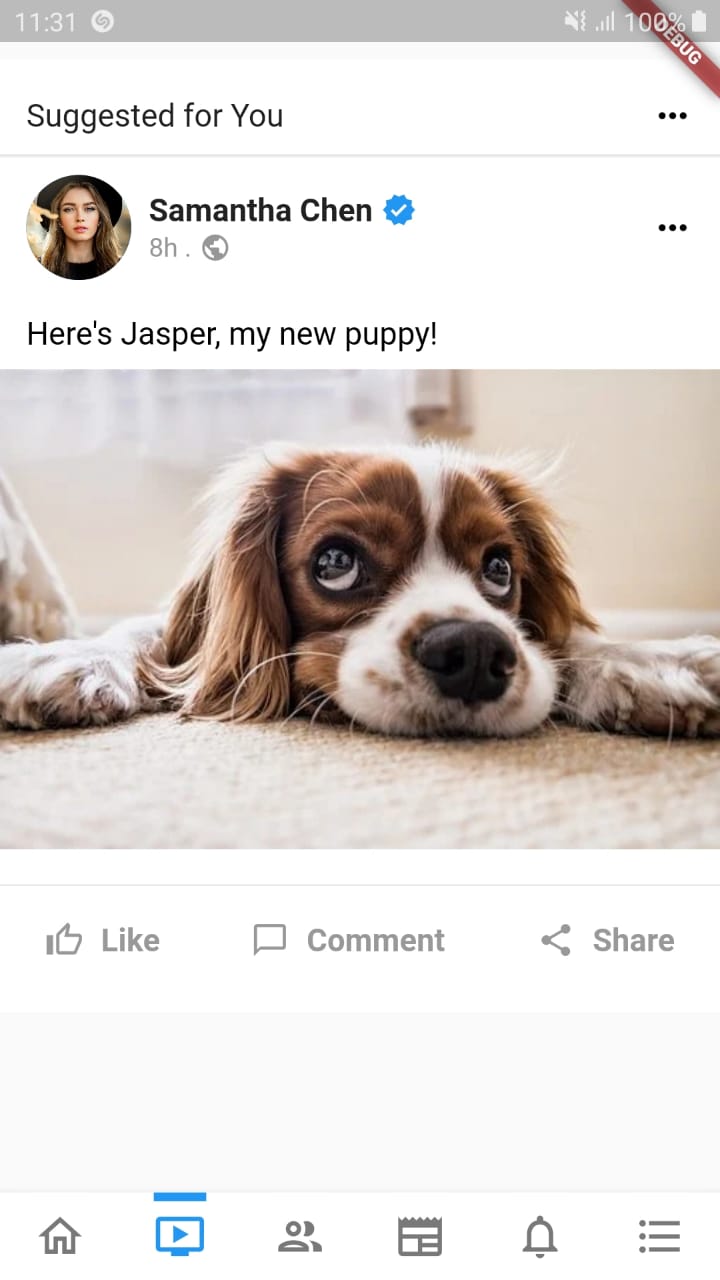 11:31 100%
DEBUG
Suggested for You
Samantha Chen
8h .
Here's Jasper, my new puppy!
Like Comment Share